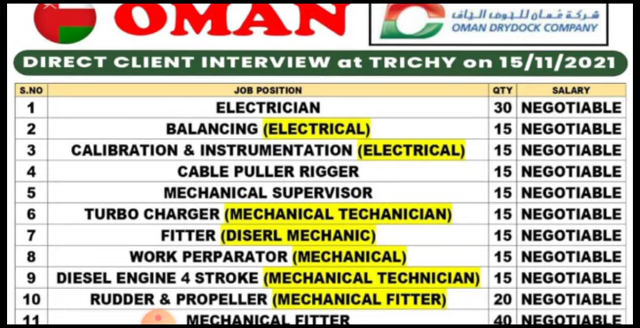 OMAN
شركة عُمان للحوض الجاف
OMAN DRYDOCK COMPANY
DIRECT CLIENT INTERVIEW at TRICHY on 15/11/2021
S.NO JOB POSITION QTY SALARY
1 ELECTRICIAN 30 NEGOTIABLE
2 BALANCING (ELECTRICAL) 15 NEGOTIABLE
3 CALIBRATION & INSTRUMENTATION (ELECTRICAL) 15 NEGOTIABLE
4 CABLE PULLER RIGGER 15 NEGOTIABLE
5 MECHANICAL SUPERVISOR 15 NEGOTIABLE
6 TURBO CHARGER (MECHANICAL TECHANICIAN) 15 NEGOTIABLE
7 FITTER (DISERL MECHANIC) 15 NEGOTIABLE
8 WORK PERPARATOR (MECHANICAL) 15 NEGOTIABLE
9 DIESEL ENGINE 4 STROKE (MECHANICAL TECHNICIAN) 15 NEGOTIABLE
10 RUDDER & PROPELLER (MECHANICAL FITTER) 20 NEGOTIABLE
11 MECHANICAL FITTER 40 NEGOTIABLE